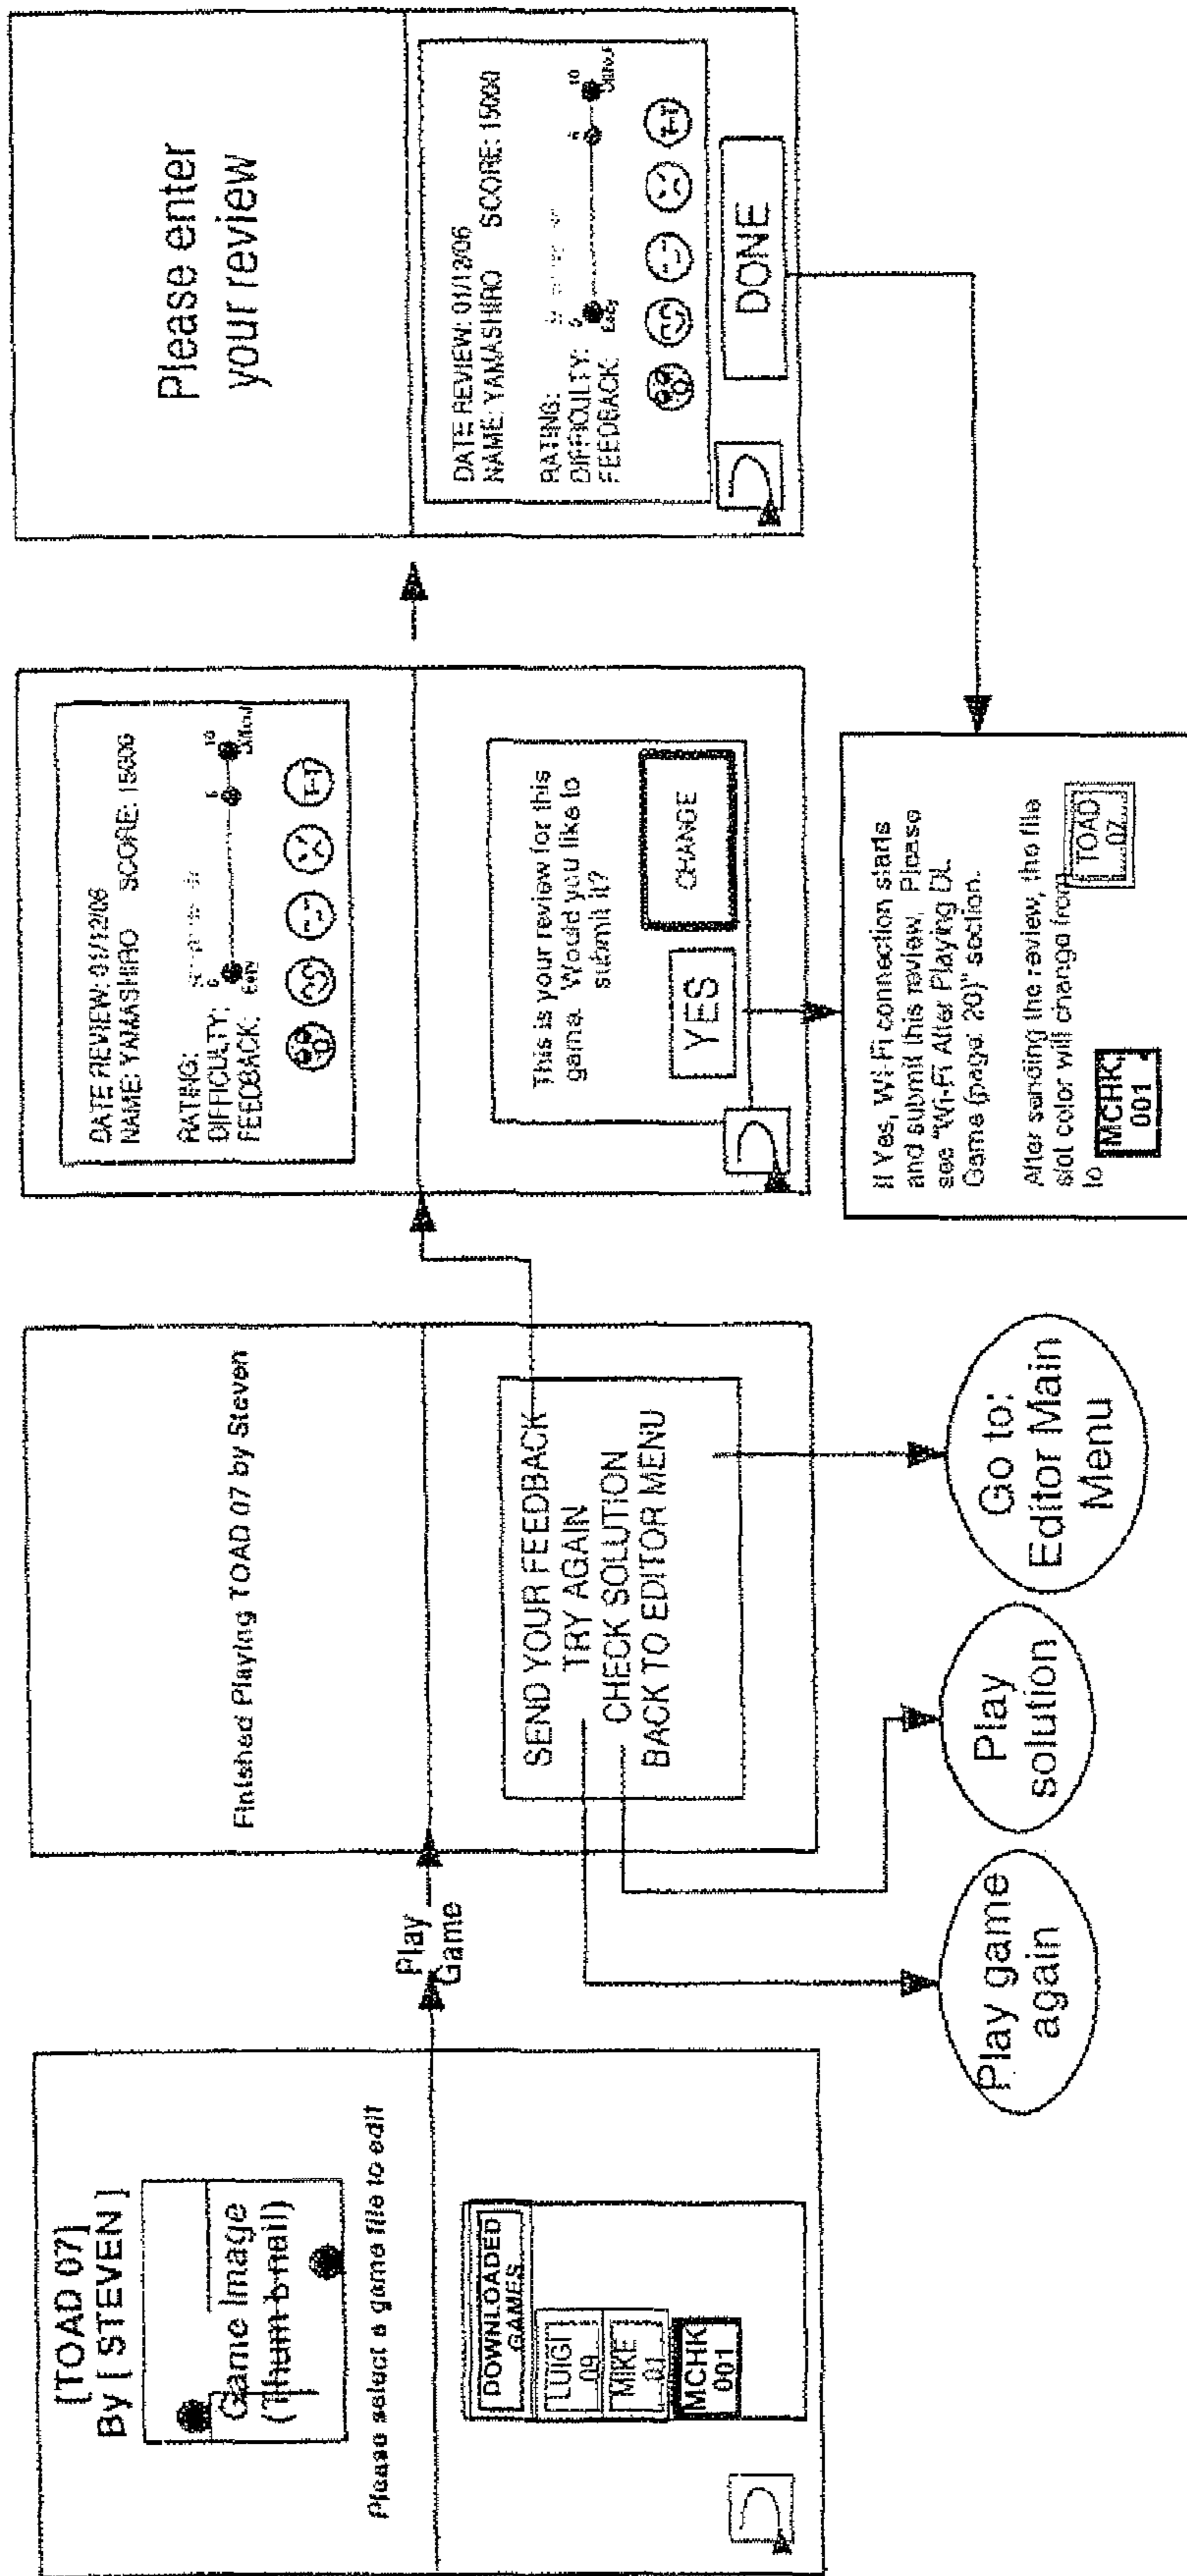 [TOAD 07]
By [ STEVEN ]
Game Image
(Thumbnail)
Please select a game file to edit
DOWNLOADED
GAMES
LUIGI
09
MIKE
01
MCHK
001
Play
Game
Finished Playing TOAD 07 by Steven
SEND YOUR FEEDBACK
TRY AGAIN
CHECK SOLUTION
BACK TO EDITOR MENU
Play game
again
Play
solution
Go to:
Editor Main
Menu
DATE REVIEW: 01/12/06
NAME: YAMASHIRO SCORE: 15000
RATING:
DIFFICULTY:
FEEDBACK:
Easy
10
This is your review for this
game. Would you like to
submit it?
YES
CHANGE
If Yes, Wi-Fi connection starts
and submit this review. Please
see "Wi-Fi After Playing DL
Game (page: 20)" section.
After sending the review, the file
slot color will change from
TOAD
07
to
MCHK
001
Please enter
your review
DATE REVIEW: 01/12/06
NAME: YAMASHIRO SCORE: 15000
RATING:
DIFFICULTY:
FEEDBACK:
Easy
10
DONE